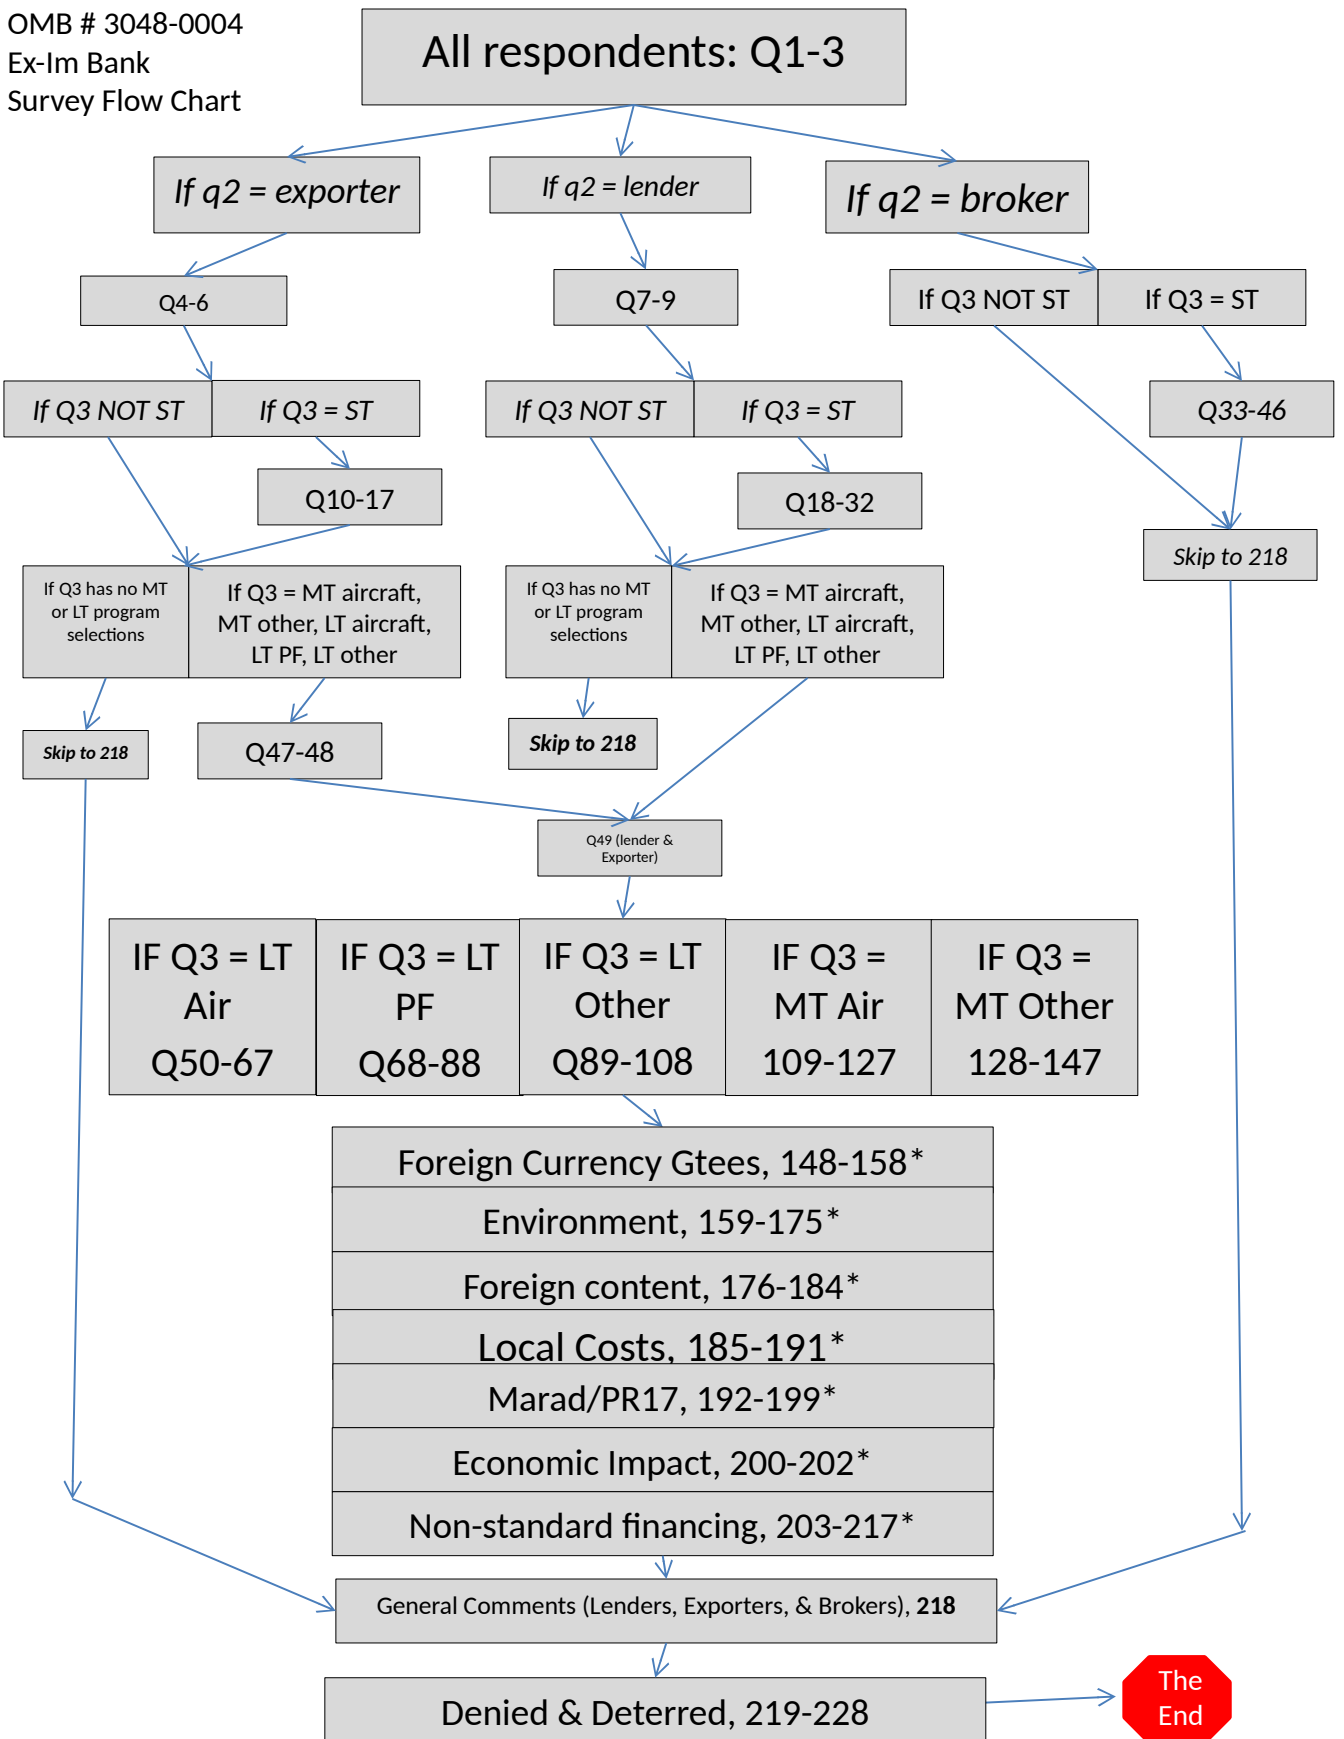 OMB # 3048-0004
Ex-Im Bank
Survey Flow Chart
All respondents: Q1-3
If q2 = exporter
If q2 = lender
If q2 = broker
Q4-6
Q7-9
If Q3 NOT ST
If Q3 = ST
If Q3 NOT ST
If Q3 = ST
If Q3 NOT ST
If Q3 = ST
Q33-46
Q10-17
Q18-32
Skip to 218
If Q3 has no MT
or LT program
selections
If Q3 = MT aircraft,
MT other, LT aircraft,
LT PF, LT other
If Q3 has no MT
or LT program
selections
If Q3 = MT aircraft,
MT other, LT aircraft,
LT PF, LT other
Skip to 218
Q47-48
Skip to 218
Q49 (lender &
Exporter)
IF Q3 = LT
Air
Q50-67
IF Q3 = LT
PF
Q68-88
IF Q3 = LT
Other
Q89-108
IF Q3 =
MT Air
109-127
IF Q3 =
MT Other
128-147
Foreign Currency Gtees, 148-158*
Environment, 159-175*
Foreign content, 176-184*
Local Costs, 185-191*
Marad/PR17, 192-199*
Economic Impact, 200-202*
Non-standard financing, 203-217*
General Comments (Lenders, Exporters, & Brokers), 218
Denied & Deterred, 219-228
The
End